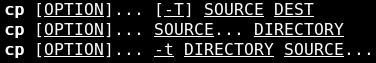 cp [OPTION]... [-T] SOURCE DEST
cp [OPTION]... SOURCE... DIRECTORY
cp [OPTION]... -t DIRECTORY SOURCE...